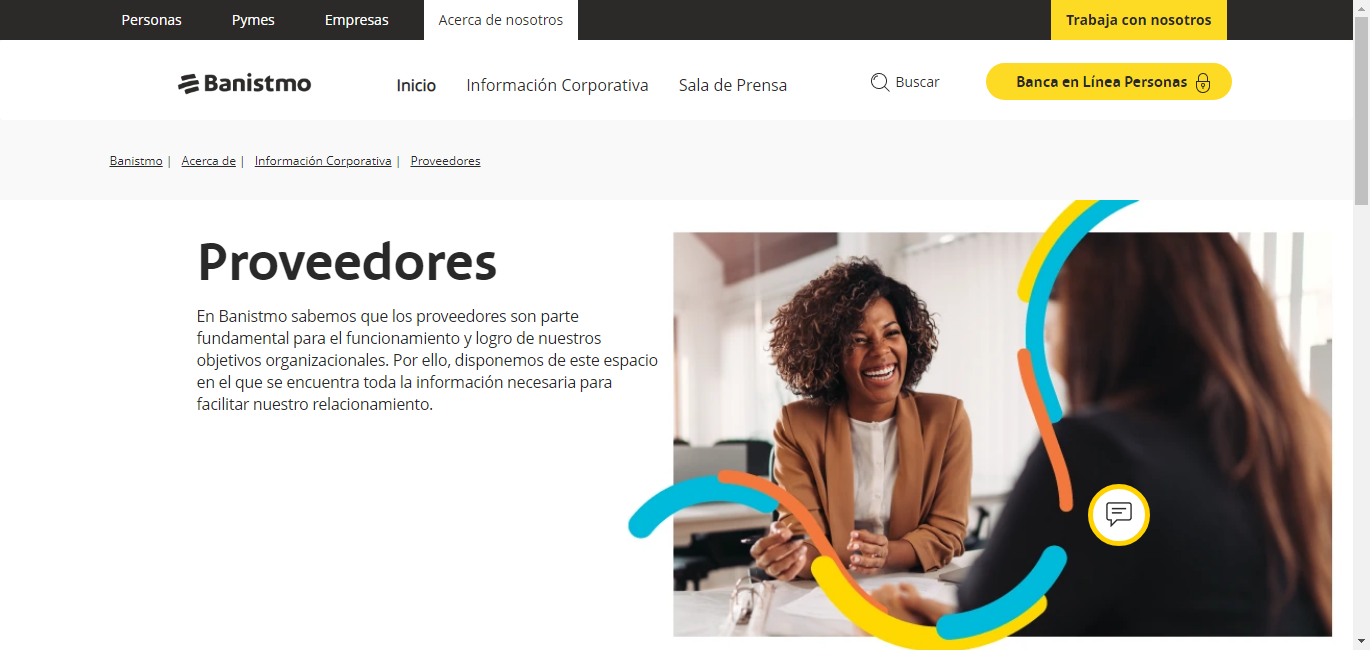 Personas Pymes Empresas Acerca de nosotros Trabaja con nosotros
Banistmo Inicio Información Corporativa Sala de Prensa Buscar Banca en Línea Personas
Banistmo | Acerca de | Información Corporativa | Proveedores
Proveedores
En Banistmo sabemos que los proveedores son parte
fundamental para el funcionamiento y logro de nuestros
objetivos organizacionales. Por ello, disponemos de este espacio
en el que se encuentra toda la información necesaria para
facilitar nuestro relacionamiento.